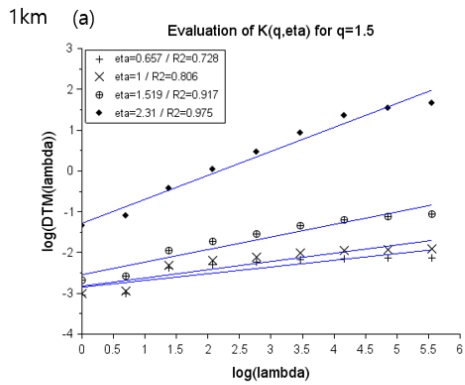 1km (a)
Evaluation of K(q,eta) for q=1.5
3
eta=0.657 / R2=0.728
eta=1 / R2=0.806
eta=1.519 / R2=0.917
eta=2.31 / R2=0.975
2
1
0
-1
-2
-3
-4
log(DTM(lambda))
0 0.5 1 1.5 2 2.5 3 3.5 4 4.5 5 5.5 6
log(lambda)